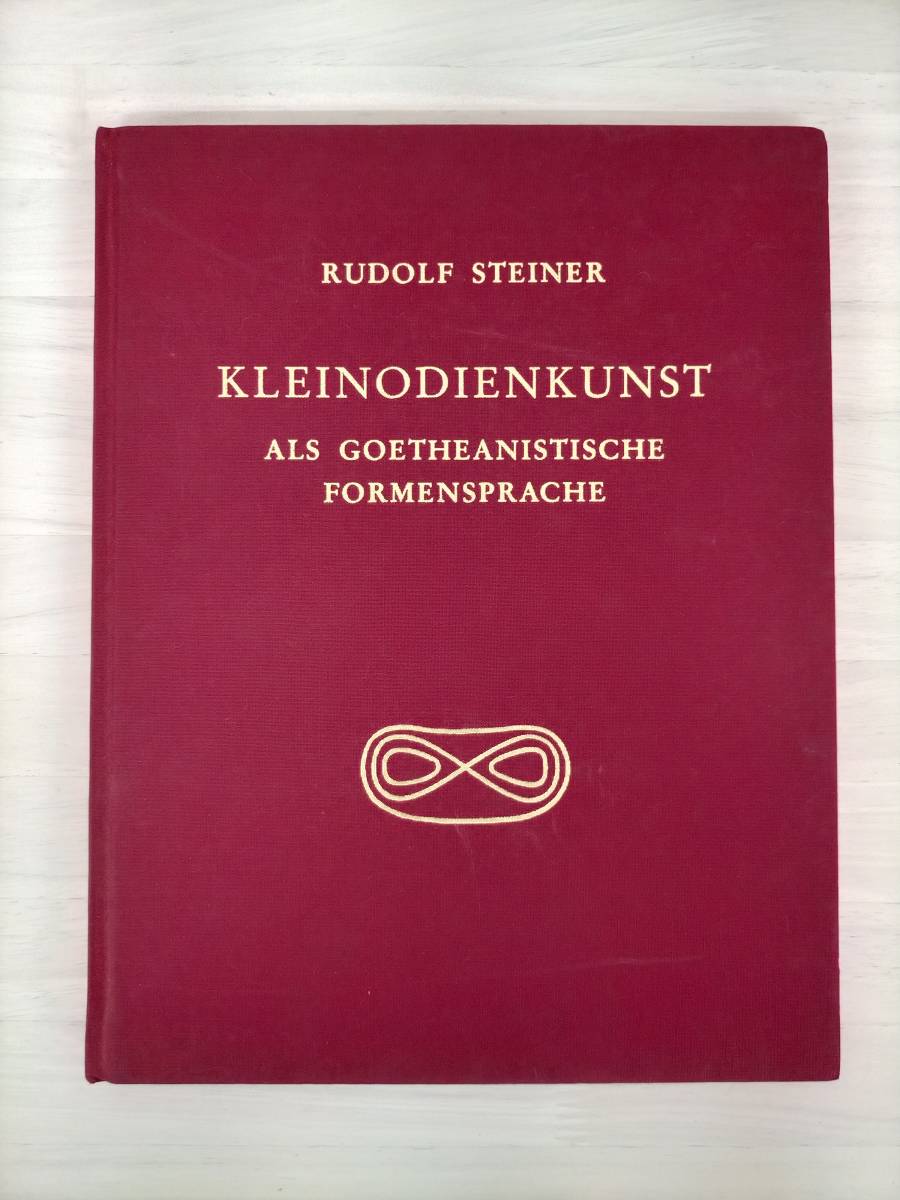 RUDOLF STEINER
KLEINODIENKUNST
ALS GOETHEANISTISCHE
FORMENSPRACHE